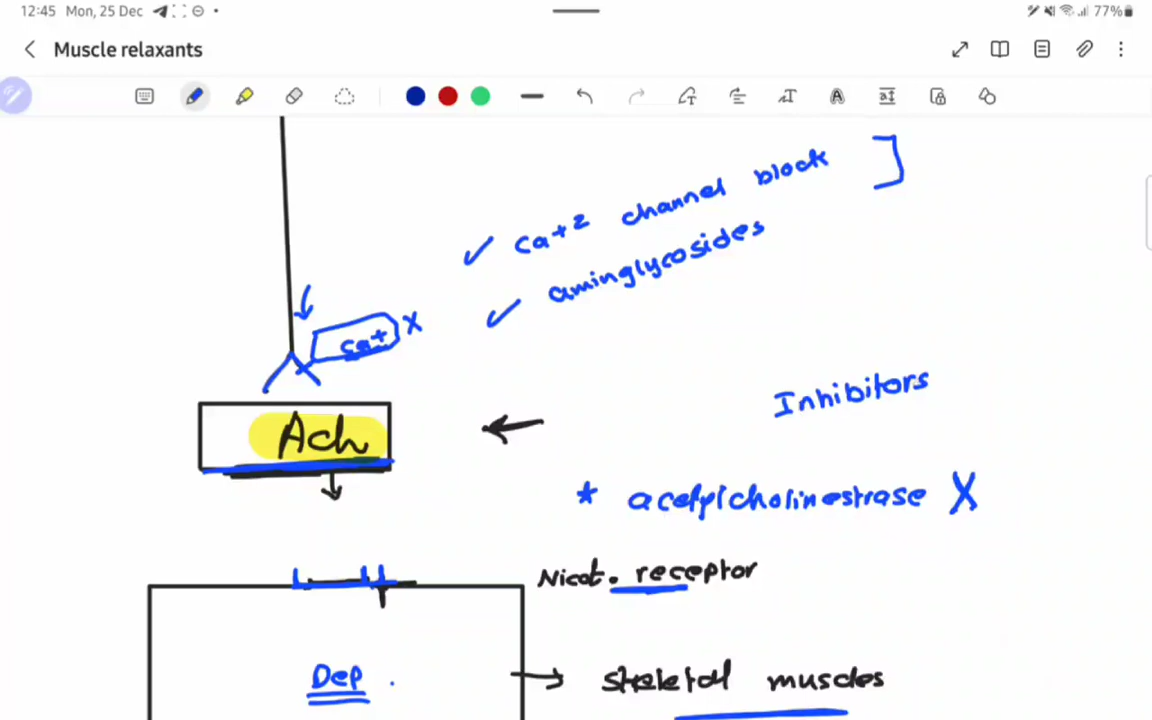 12:45 Mon, 25 Dec
77%
Muscle relaxants
Ca+2 channel block
aminglycosides
Ca+ X
Inhibitors
Ach
* acetylcholinestrase X
Nicot. receptor
Dep.
skeletal muscles